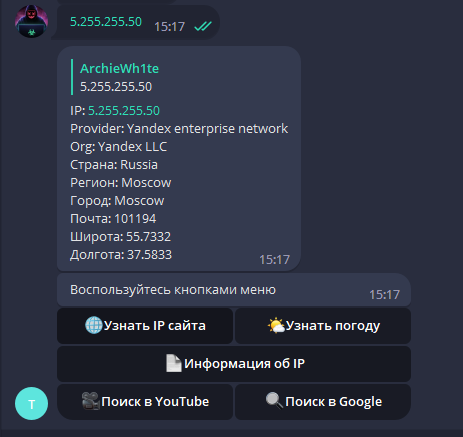 5.255.255.50 15:17
ArchieWh1te
5.255.255.50
IP: 5.255.255.50
Provider: Yandex enterprise network
Org: Yandex LLC
Страна: Russia
Регион: Moscow
Город: Moscow
Почта: 101194
Широта: 55.7332
Долгота: 37.5833 15:17
Воспользуйтесь кнопками меню 15:17
Узнать IP сайта
Узнать погоду
Информация об IP
T
Поиск в YouTube
Поиск в Google